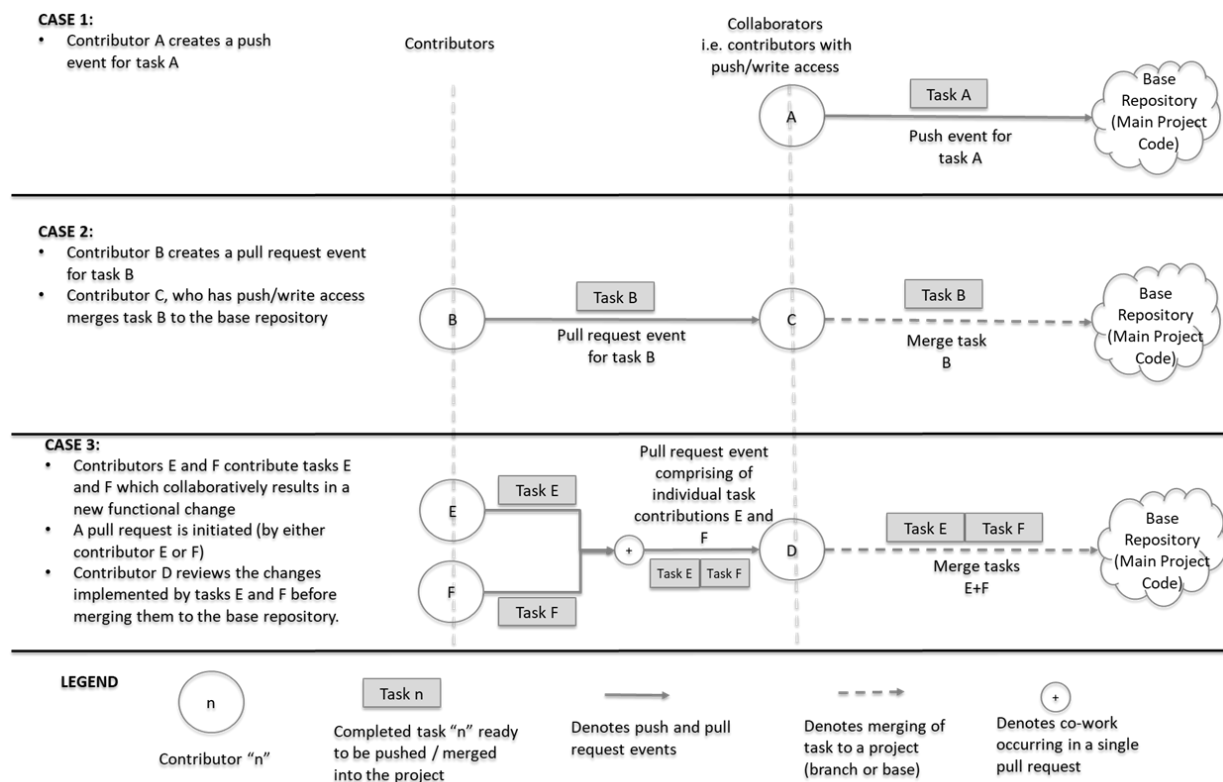 CASE 1:
• Contributor A creates a push
event for task A
Contributors
Collaborators
i.e. contributors with
push/write access
A
Task A
Push event for
task A
Base
Repository
(Main Project
Code)
CASE 2:
• Contributor B creates a pull request event
for task B
• Contributor C, who has push/write access
merges task B to the base repository
B
Task B
Pull request event
for task B
C
Task B
Merge task
B
Base
Repository
(Main Project
Code)
CASE 3:
• Contributors E and F contribute tasks E
and F which collaboratively results in a
new functional change
• A pull request is initiated (by either
contributor E or F)
• Contributor D reviews the changes
implemented by tasks E and F before
merging them to the base repository.
E
Task E
F
Task F
+
Pull request event
comprising of
individual task
contributions E and
F
Task E
Task F
D
Task E
Task F
Merge tasks
E+F
Base
Repository
(Main Project
Code)
LEGEND
n
Contributor “n”
Task n
Completed task “n” ready
to be pushed / merged
into the project
Denotes push and pull
request events
Denotes merging of
task to a project
(branch or base)
+
Denotes co-work
occurring in a single
pull request